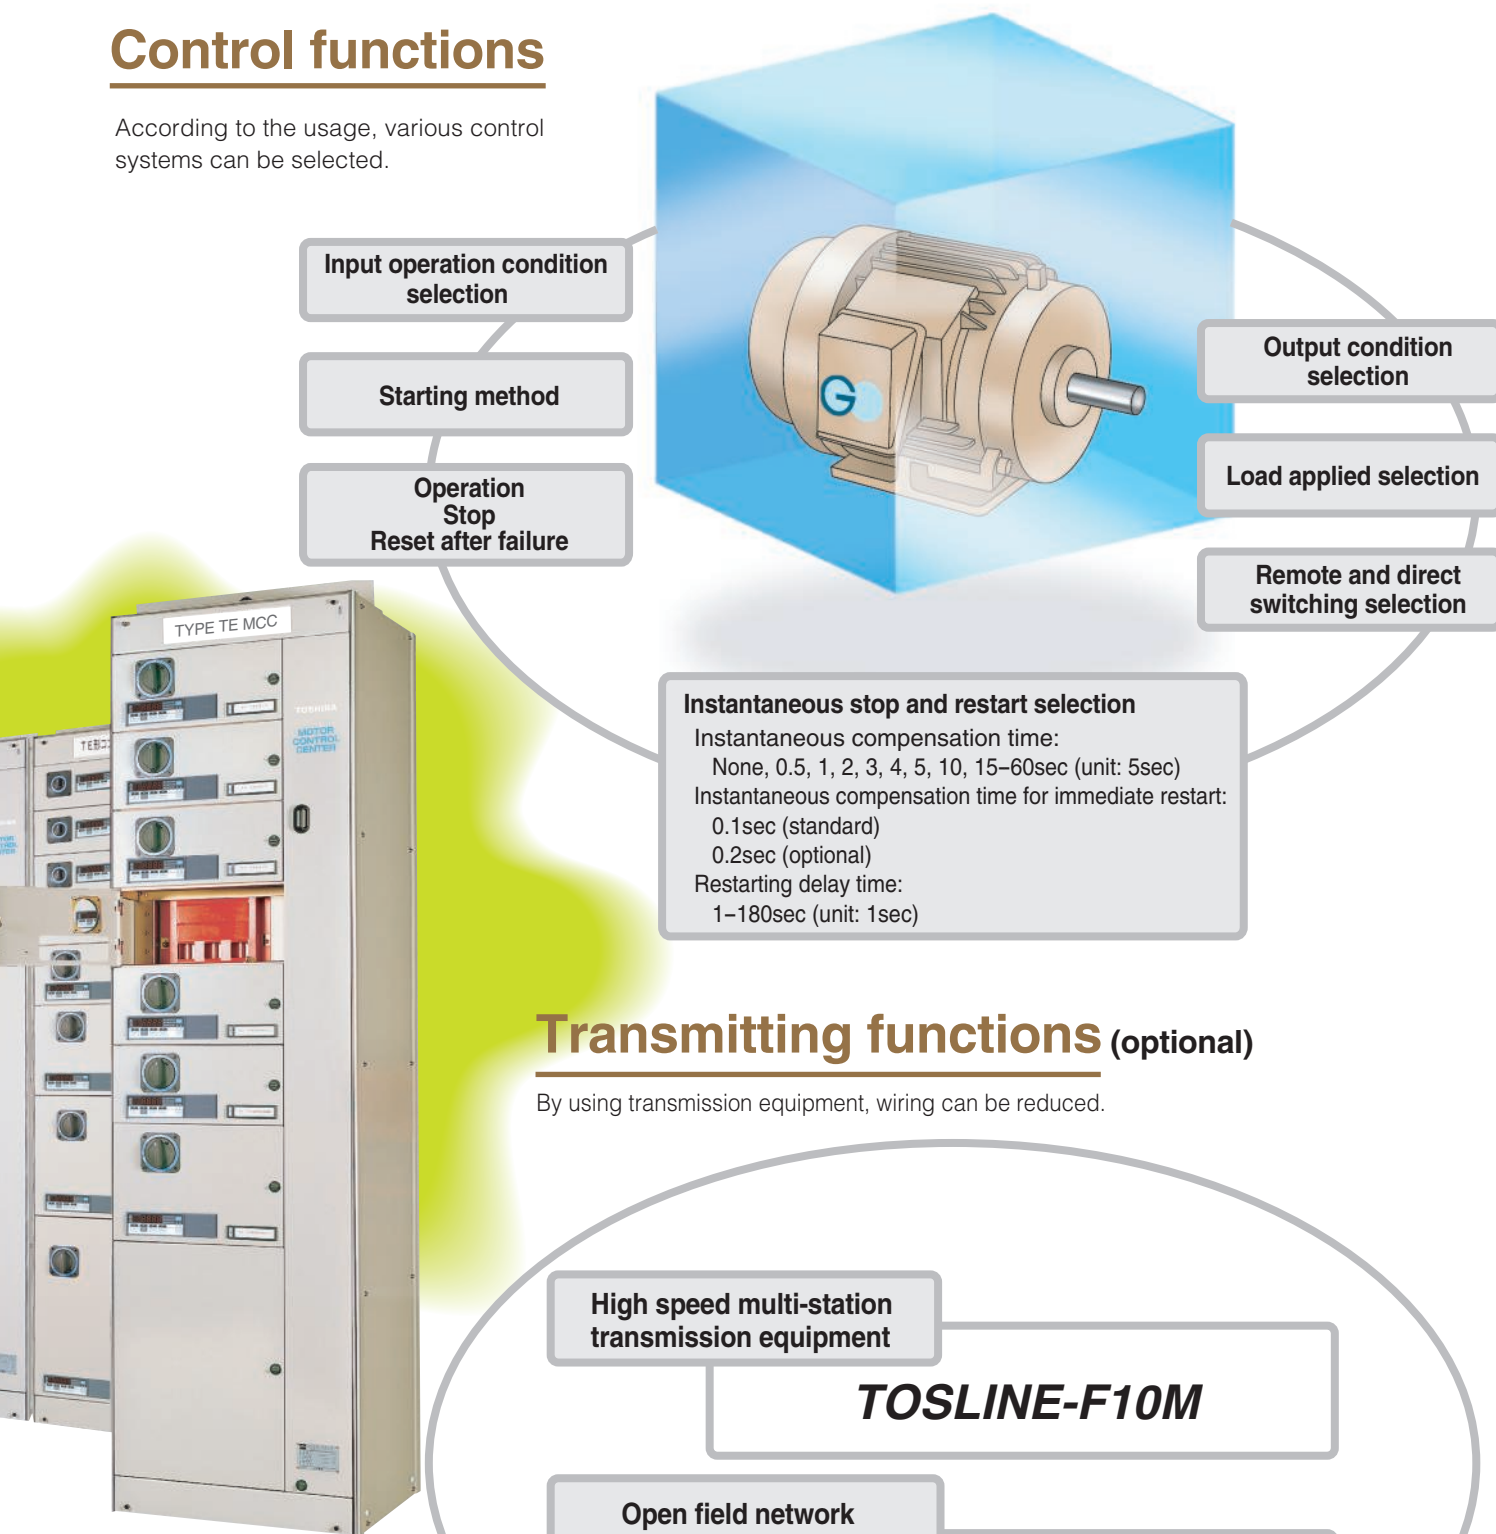 Control functions
According to the usage, various control
systems can be selected.
Input operation condition
selection
Starting method
Operation
Stop
Reset after failure
Output condition
selection
Load applied selection
Remote and direct
switching selection
Instantaneous stop and restart selection
Instantaneous compensation time:
None, 0.5, 1, 2, 3, 4, 5, 10, 15–60sec (unit: 5sec)
Instantaneous compensation time for immediate restart:
0.1sec (standard)
0.2sec (optional)
Restarting delay time:
1–180sec (unit: 1sec)
TYPE TE MCC
TOSHIBA
MOTOR
CONTROL
CENTER
Transmitting functions (optional)
By using transmission equipment, wiring can be reduced.
High speed multi-station
transmission equipment
TOSLINE-F10M
Open field network